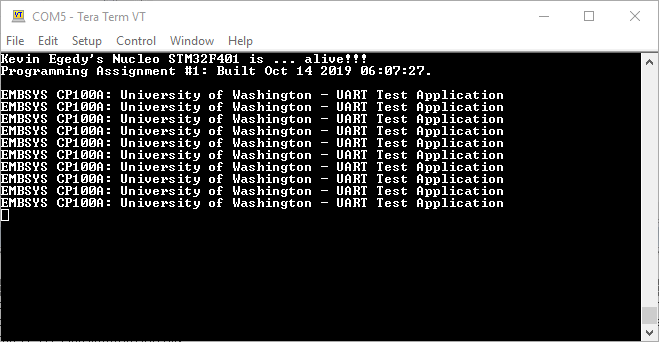 COM5 - Tera Term VT
File Edit Setup Control Window Help
Kevin Egedy's Nucleo STM32F401 is ... alive!!!
Programming Assignment #1: Built Oct 14 2019 06:07:27.
EMBSYS CP100A: University of Washington - UART Test Application
EMBSYS CP100A: University of Washington - UART Test Application
EMBSYS CP100A: University of Washington - UART Test Application
EMBSYS CP100A: University of Washington - UART Test Application
EMBSYS CP100A: University of Washington - UART Test Application
EMBSYS CP100A: University of Washington - UART Test Application
EMBSYS CP100A: University of Washington - UART Test Application
EMBSYS CP100A: University of Washington - UART Test Application
EMBSYS CP100A: University of Washington - UART Test Application
EMBSYS CP100A: University of Washington - UART Test Application